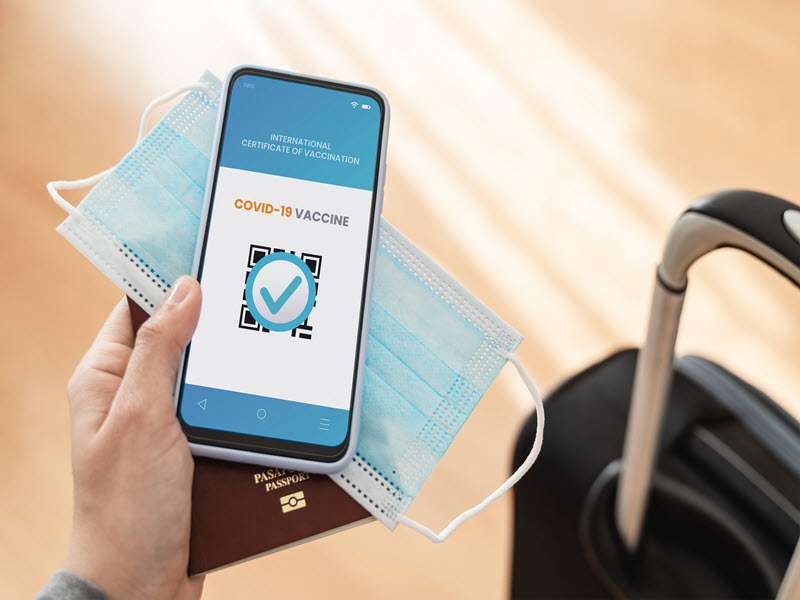 INTERNATIONAL
CERTIFICATE OF VACCINATION
COVID-19 VACCINE
PASSPORT